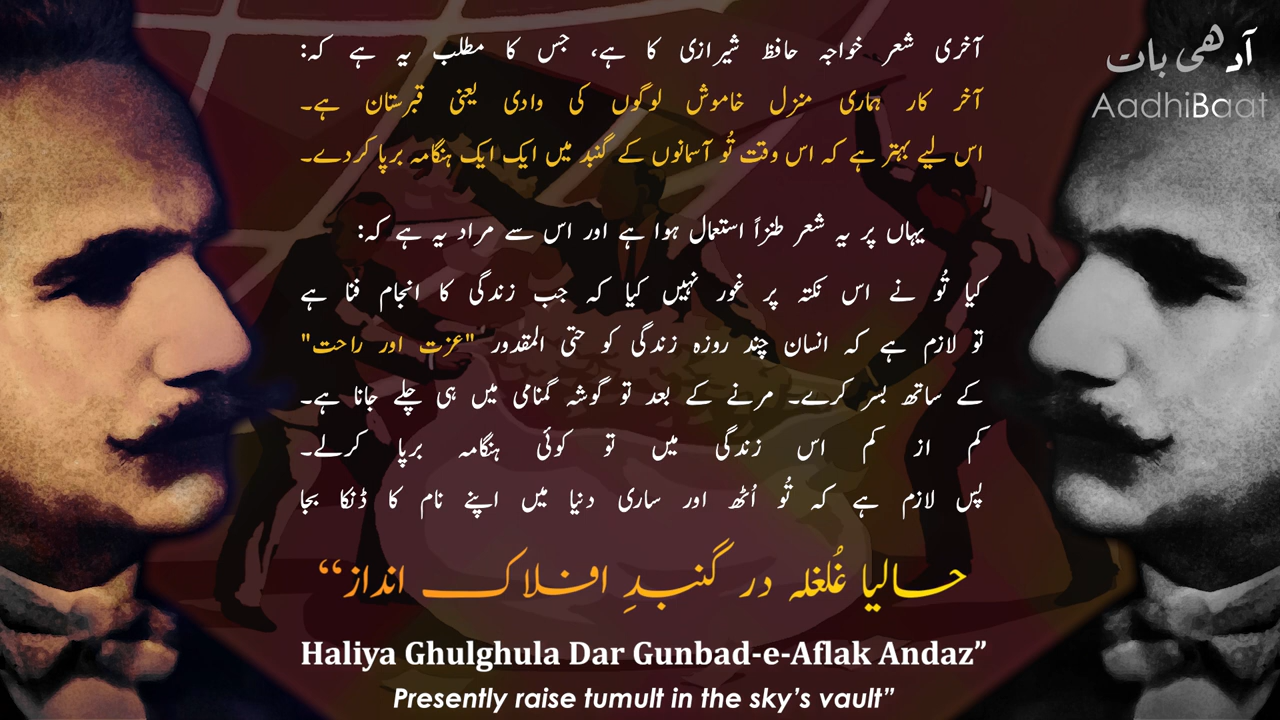 آدھی بات
AadhiBaat
آخری شعر خواجہ حافظ شیرازی کا ہے، جس کا مطلب یہ ہے کہ:
آخر کار ہماری منزل خاموش لوگوں کی وادی یعنی قبرستان ہے۔
اس لیے بہتر ہے کہ اس وقت تُو آسمانوں کے گنبد میں ایک ایک ہنگامہ برپا کردے۔
یہاں پر یہ شعر طنزاً استعمال ہوا ہے اور اس سے مراد یہ ہے کہ:
کیا تُو نے اس نکتہ پر غور نہیں کیا کہ جب زندگی کا انجام فنا ہے
تو لازم ہے کہ انسان چند روزہ زندگی کو حتی المقدور "عزت اور راحت"
کے ساتھ بسر کرے۔ مرنے کے بعد تو گوشہ گمنامی میں ہی چلے جانا ہے۔
کم از کم اس زندگی میں تو کوئی ہنگامہ برپا کرلے۔
پس لازم ہے کہ تُو اُٹھ اور ساری دنیا میں اپنے نام کا ڈنکا بجا
حالیا غُلغلہ در گنبدِ افلاک انداز“
Haliya Ghulghula Dar Gunbad-e-Aflak Andaz”
Presently raise tumult in the sky’s vault”